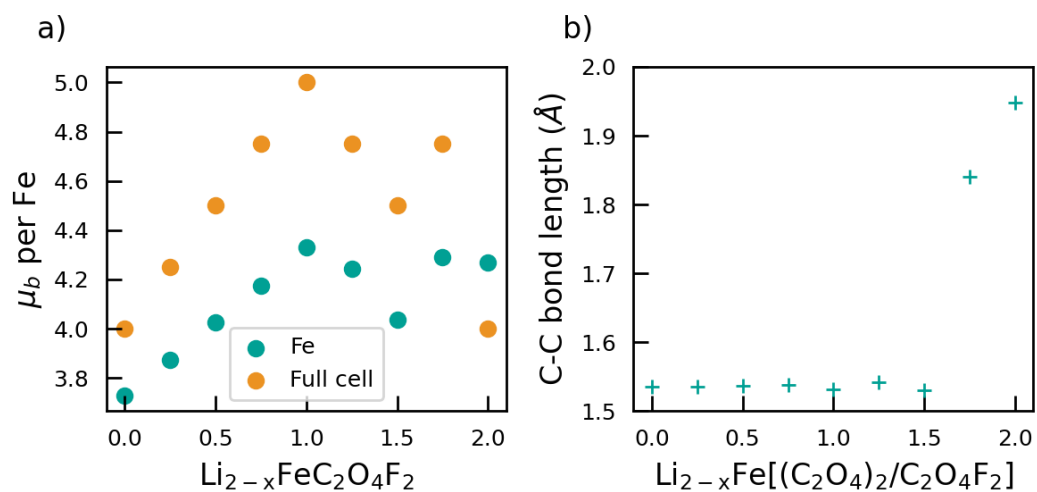 a)
μb per Fe
5.0
4.8
4.6
4.4
4.2
4.0
3.8
Fe
Full cell
0.0 0.5 1.0 1.5 2.0
Li₂₋ₓFeC₂O₄F₂
b)
C-C bond length (Å)
2.0
1.9
1.8
1.7
1.6
1.5
0.0 0.5 1.0 1.5 2.0
Li₂₋ₓFe[(C₂O₄)₂/C₂O₄F₂]